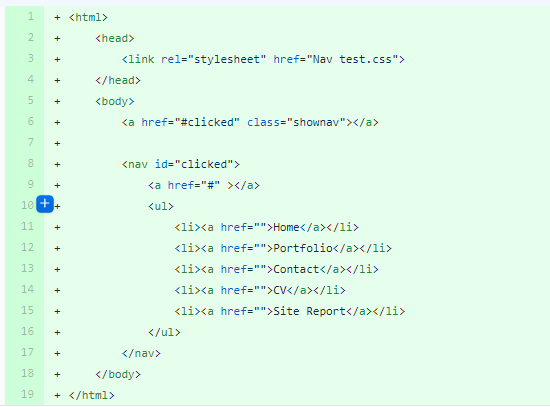 1 + <html>
2 + <head>
3 + <link rel="stylesheet" href="Nav test.css">
4 + </head>
5 + <body>
6 + <a href="#clicked" class="shownav"></a>
7 +
8 + <nav id="clicked">
9 + <a href="#" ></a>
10 + <ul>
11 + <li><a href="">Home</a></li>
12 + <li><a href="">Portfolio</a></li>
13 + <li><a href="">Contact</a></li>
14 + <li><a href="">CV</a></li>
15 + <li><a href="">Site Report</a></li>
16 + </ul>
17 + </nav>
18 + </body>
19 + </html>